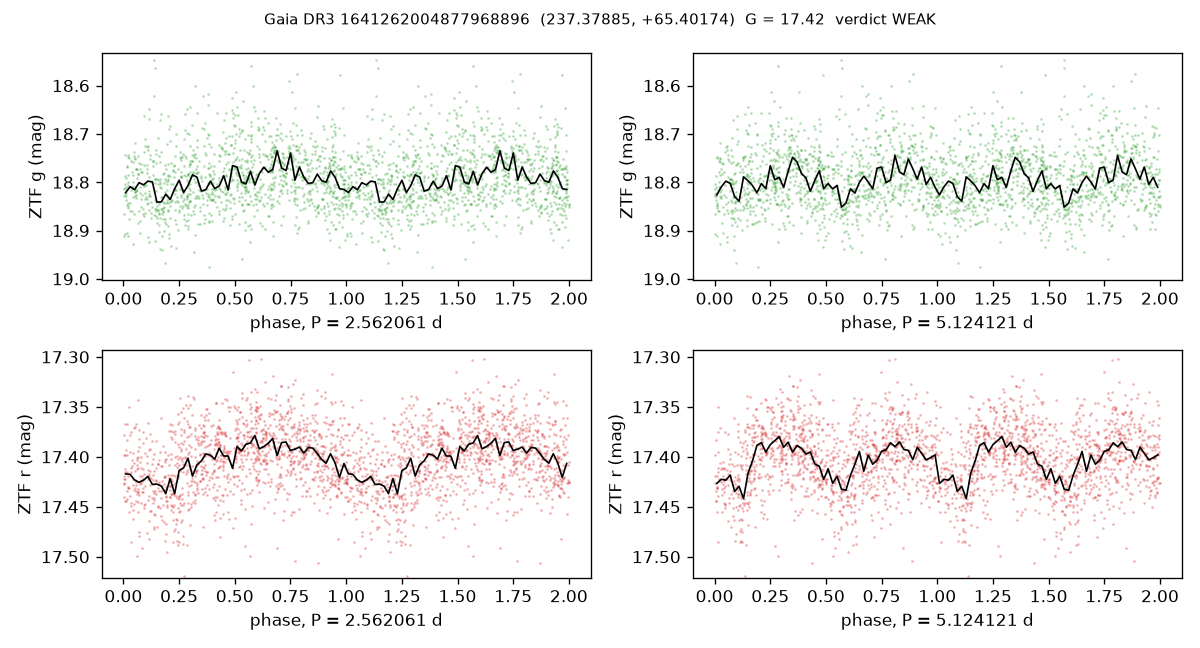 Gaia DR3 1641262004877968896 (237.37885, +65.40174) G = 17.42 verdict WEAK
ZTF g (mag)
18.6
18.7
18.8
18.9
19.0
0.00 0.25 0.50 0.75 1.00 1.25 1.50 1.75 2.00
phase, P = 2.562061 d
ZTF g (mag)
18.6
18.7
18.8
18.9
19.0
0.00 0.25 0.50 0.75 1.00 1.25 1.50 1.75 2.00
phase, P = 5.124121 d
ZTF r (mag)
17.30
17.35
17.40
17.45
17.50
0.00 0.25 0.50 0.75 1.00 1.25 1.50 1.75 2.00
phase, P = 2.562061 d
ZTF r (mag)
17.30
17.35
17.40
17.45
17.50
0.00 0.25 0.50 0.75 1.00 1.25 1.50 1.75 2.00
phase, P = 5.124121 d